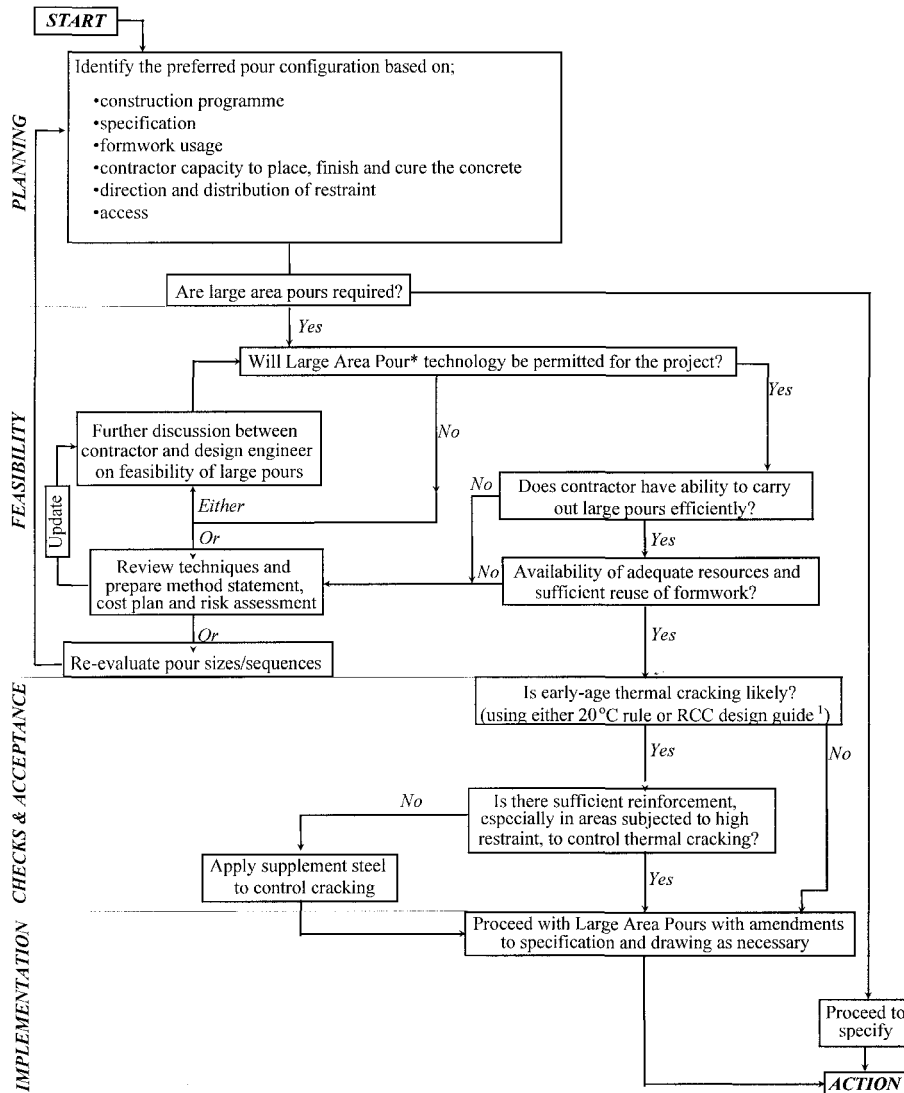 START
PLANNING
Identify the preferred pour configuration based on;
•construction programme
•specification
•formwork usage
•contractor capacity to place, finish and cure the concrete
•direction and distribution of restraint
•access
Are large area pours required?
Yes
FEASIBILITY
Will Large Area Pour* technology be permitted for the project?
Yes
No
Further discussion between
contractor and design engineer
on feasibility of large pours
Update
Either
Or
No
Does contractor have ability to carry
out large pours efficiently?
Yes
Review techniques and
prepare method statement,
cost plan and risk assessment
No
Availability of adequate resources and
sufficient reuse of formwork?
Or
Yes
Re-evaluate pour sizes/sequences
CHECKS & ACCEPTANCE
Is early-age thermal cracking likely?
(using either 20°C rule or RCC design guide ¹)
Yes
No
No
Is there sufficient reinforcement,
especially in areas subjected to high
restraint, to control thermal cracking?
Apply supplement steel
to control cracking
Yes
IMPLEMENTATION
Proceed with Large Area Pours with amendments
to specification and drawing as necessary
Proceed to
specify
ACTION